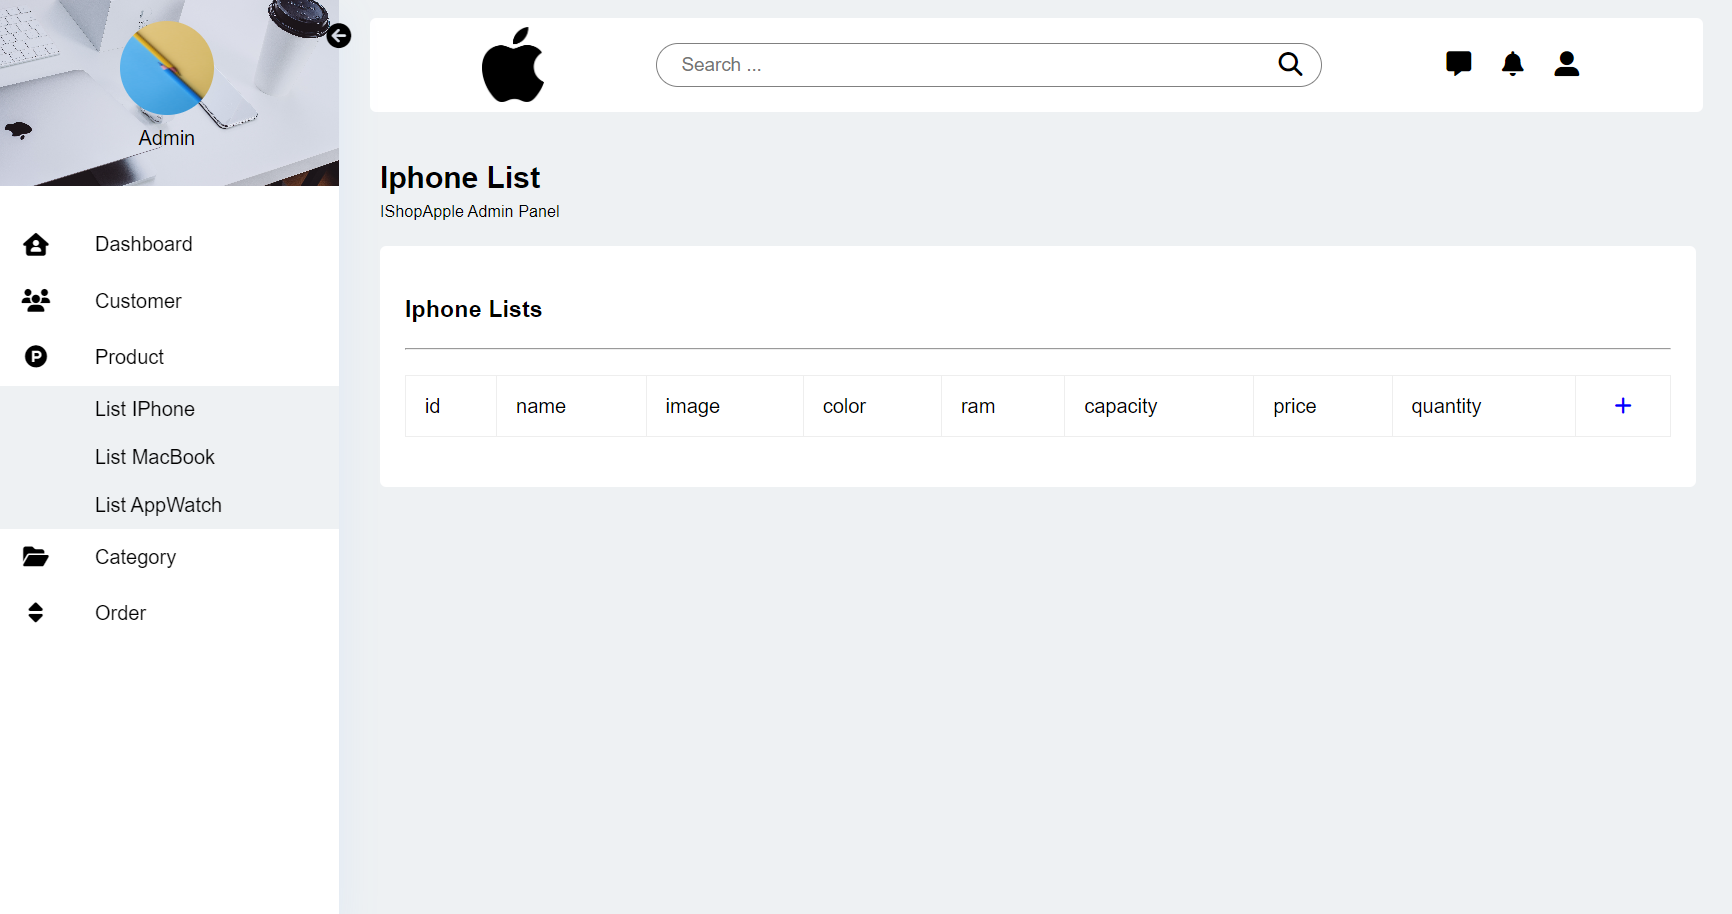 Admin
Dashboard
Customer
Product
List IPhone
List MacBook
List AppWatch
Category
Order
Search ...
Iphone List
IShopApple Admin Panel
Iphone Lists
id name image color ram capacity price quantity +